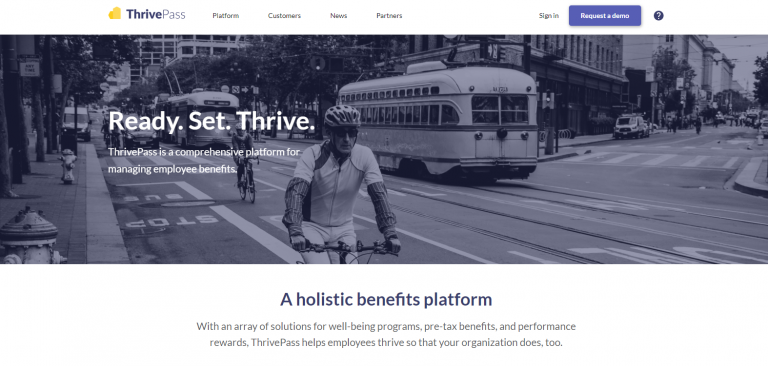 ThrivePass Platform Customers News Partners Sign in Request a demo ?
Ready. Set. Thrive.
ThrivePass is a comprehensive platform for
managing employee benefits.
STOP
A holistic benefits platform
With an array of solutions for well-being programs, pre-tax benefits, and performance
rewards, ThrivePass helps employees thrive so that your organization does, too.